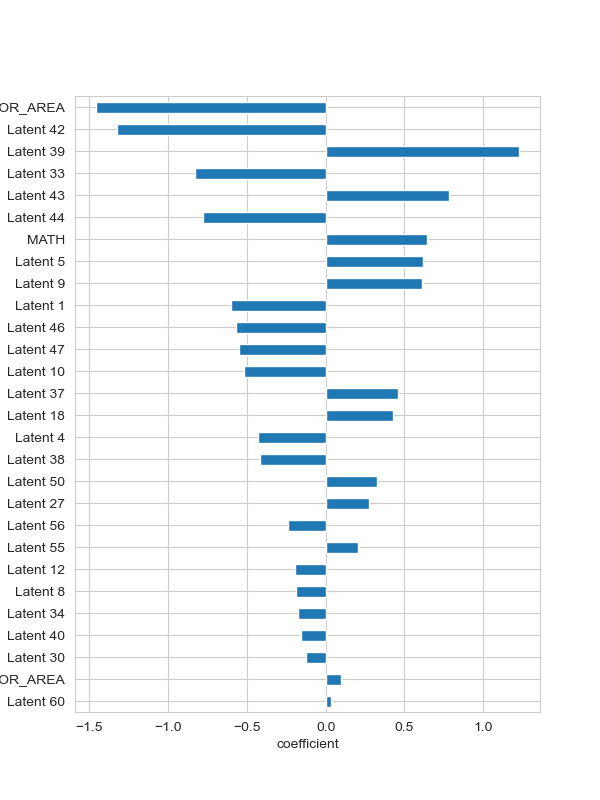 OR_AREA
Latent 42
Latent 39
Latent 33
Latent 43
Latent 44
MATH
Latent 5
Latent 9
Latent 1
Latent 46
Latent 47
Latent 10
Latent 37
Latent 18
Latent 4
Latent 38
Latent 50
Latent 27
Latent 56
Latent 55
Latent 12
Latent 8
Latent 34
Latent 40
Latent 30
OR_AREA
Latent 60
−1.5 −1.0 −0.5 0.0 0.5 1.0
coefficient